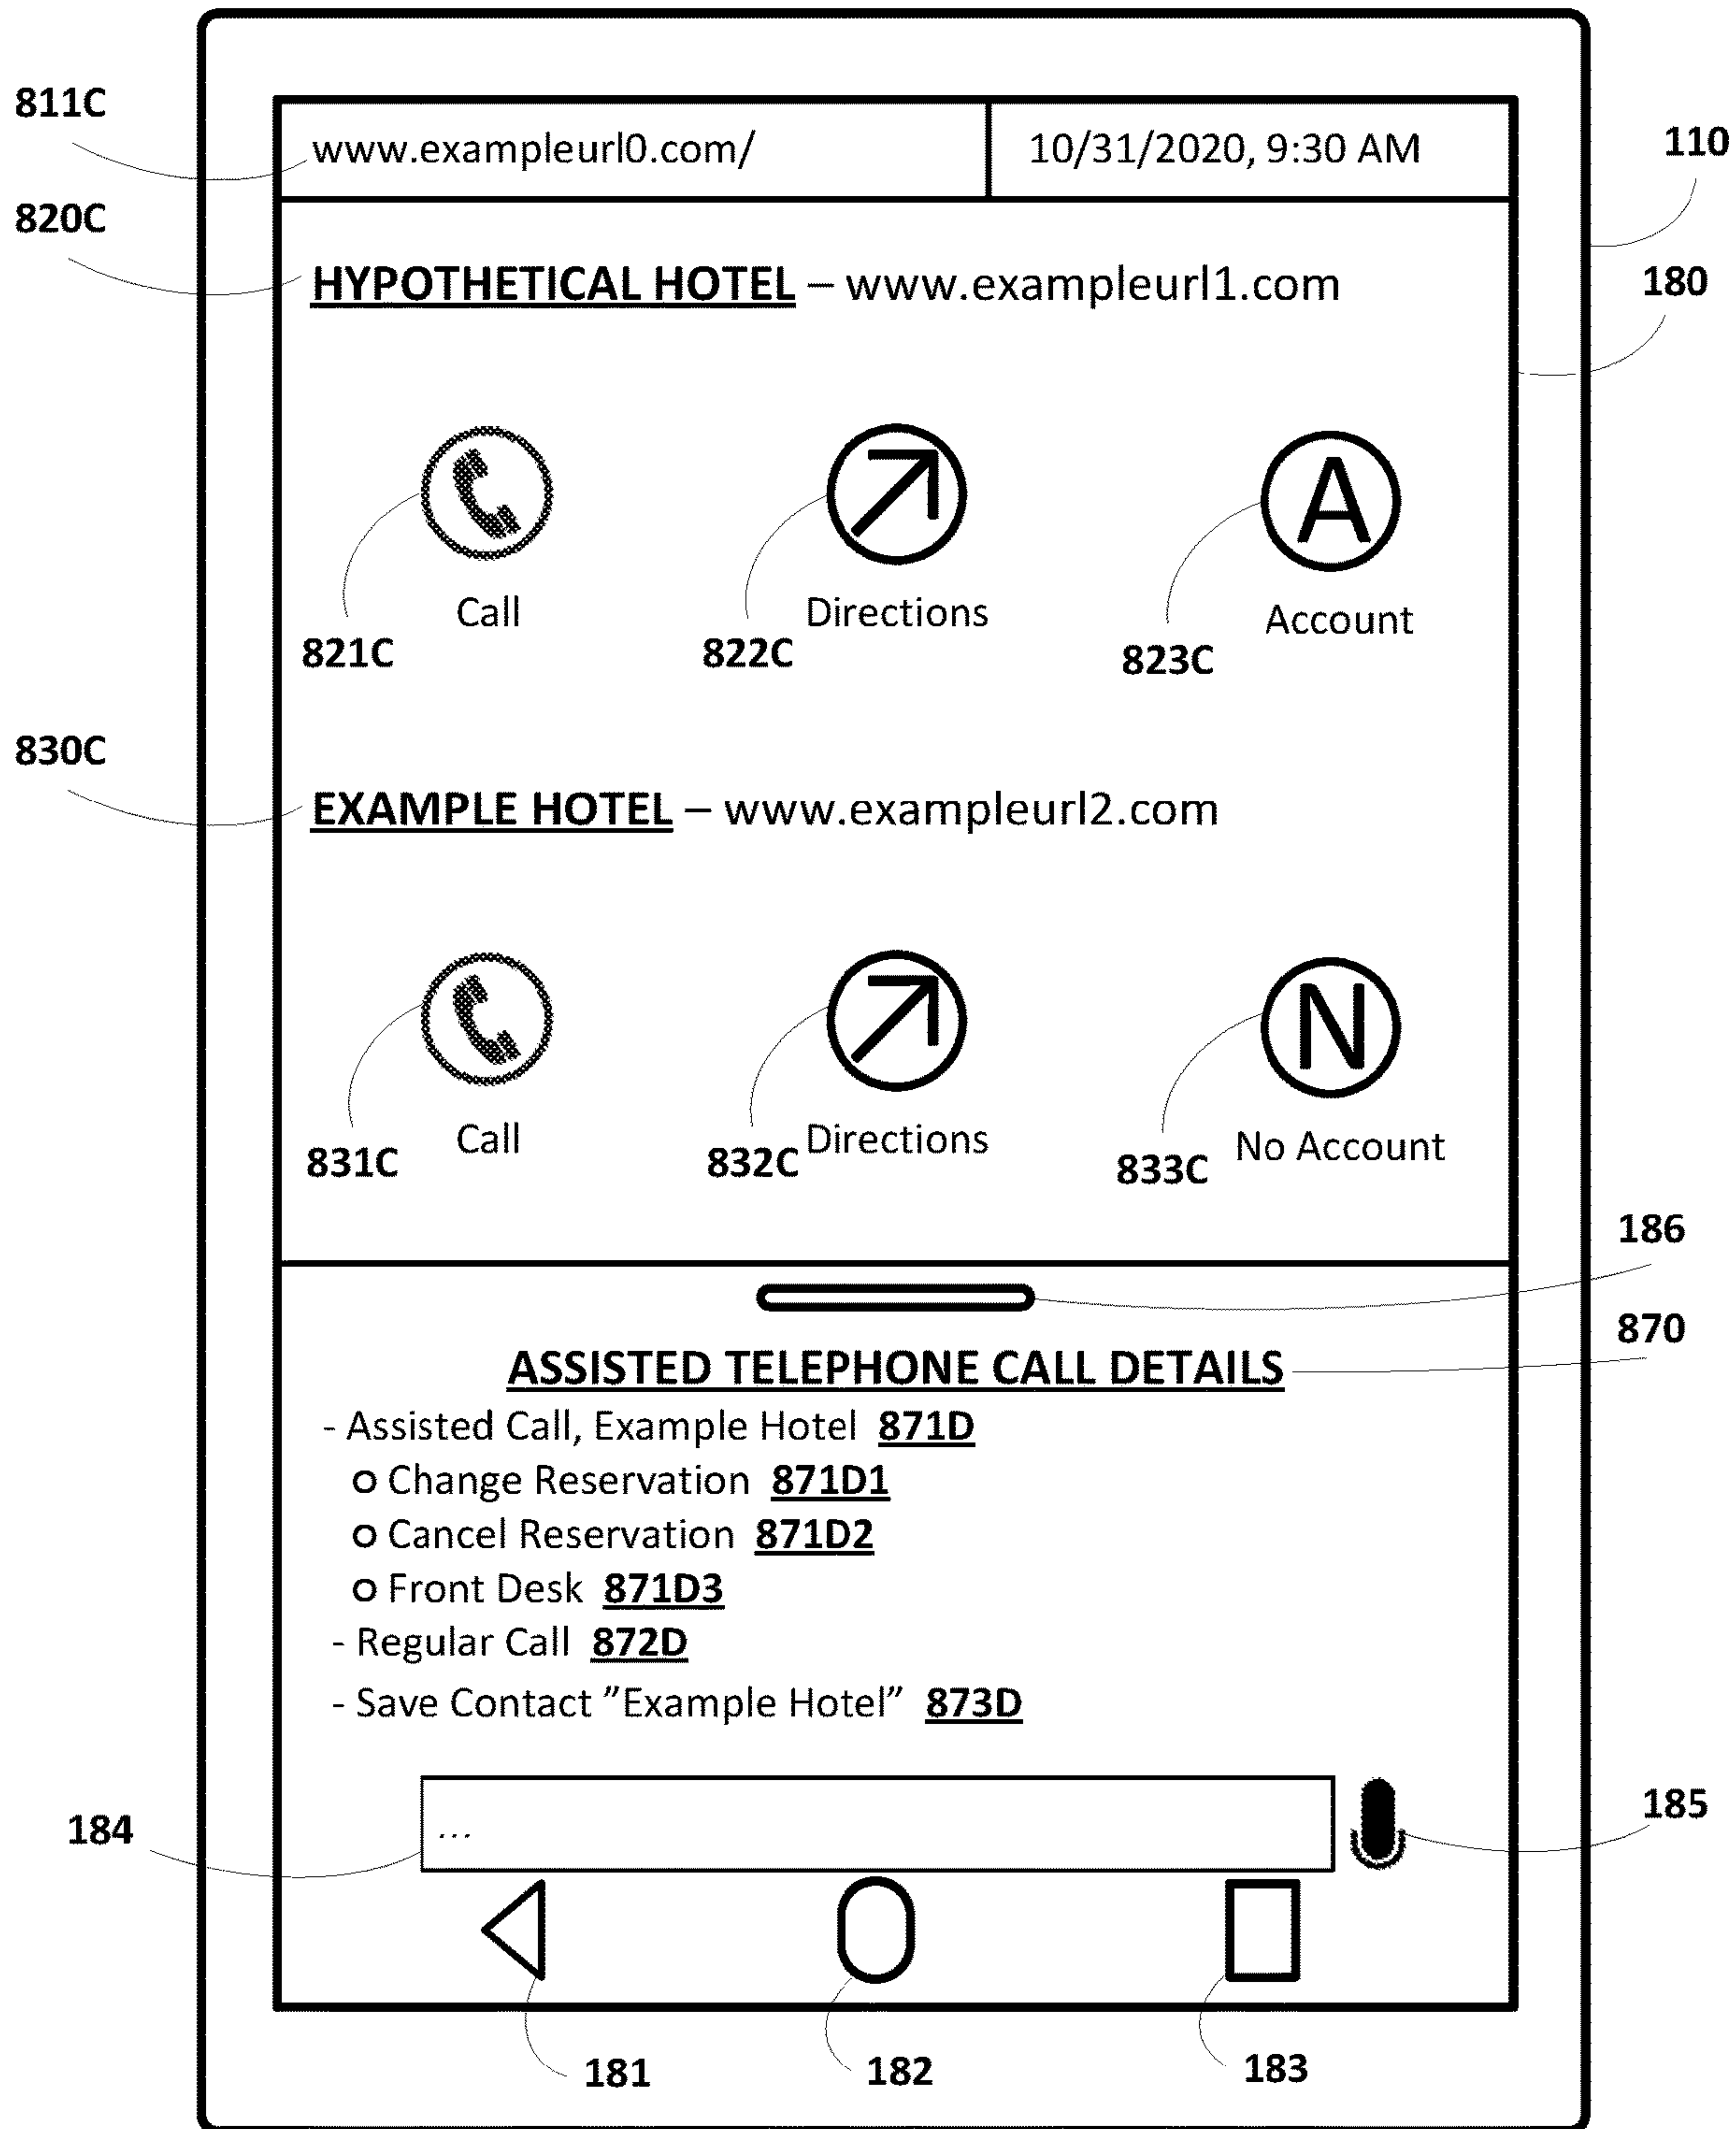 811C
www.exampleurl0.com/ 10/31/2020, 9:30 AM
110
820C
HYPOTHETICAL HOTEL – www.exampleurl1.com
180
Call Directions Account
821C 822C 823C
830C
EXAMPLE HOTEL – www.exampleurl2.com
A
N
Call Directions No Account
831C 832C 833C
186
870
ASSISTED TELEPHONE CALL DETAILS
- Assisted Call, Example Hotel 871D
o Change Reservation 871D1
o Cancel Reservation 871D2
o Front Desk 871D3
- Regular Call 872D
- Save Contact ”Example Hotel” 873D
184
...
185
181 182 183